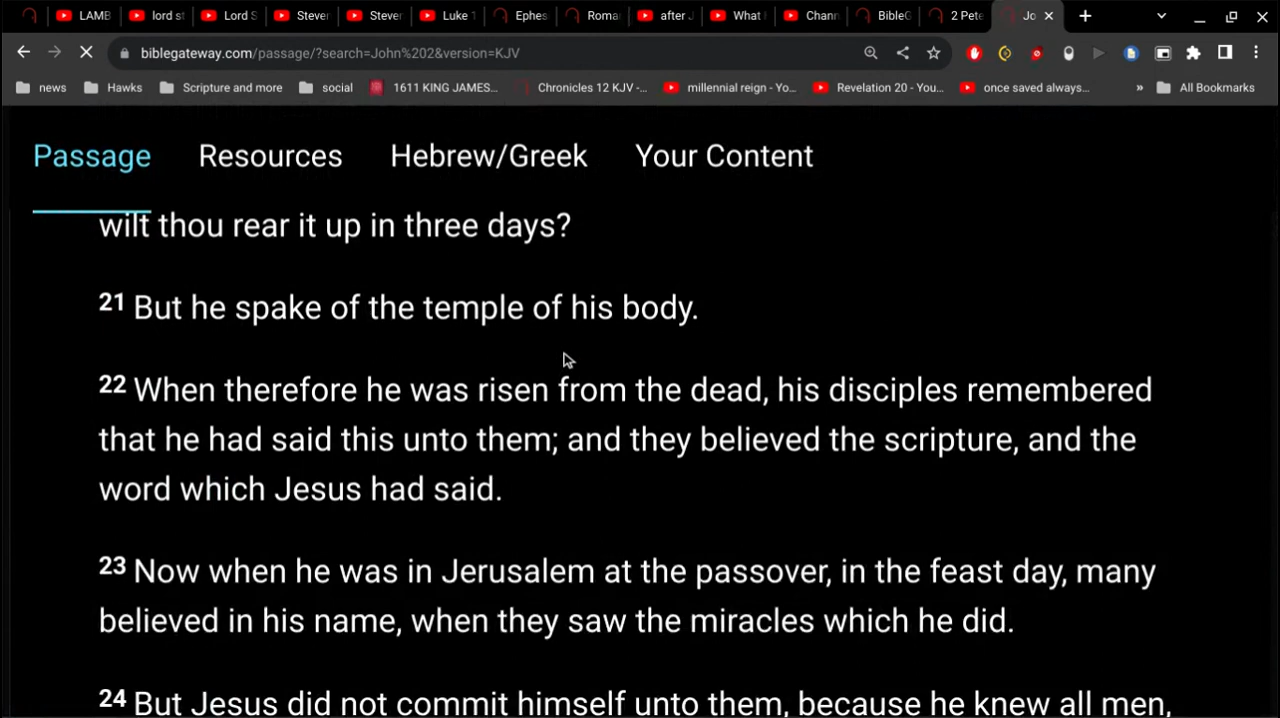 LAMB lord st Lord S Steven Steven Luke 1 Ephes Roma after J What Chann BibleG 2 Pete Jo
biblegateway.com/passage/?search=John%202&version=KJV
news Hawks Scripture and more social 1611 KING JAMES... Chronicles 12 KJV -... millennial reign - Yo... Revelation 20 - You... once saved always... » All Bookmarks
Passage Resources Hebrew/Greek Your Content
wilt thou rear it up in three days?
21 But he spake of the temple of his body.
22 When therefore he was risen from the dead, his disciples remembered
that he had said this unto them; and they believed the scripture, and the
word which Jesus had said.
23 Now when he was in Jerusalem at the passover, in the feast day, many
believed in his name, when they saw the miracles which he did.
24 But Jesus did not commit himself unto them, because he knew all men,